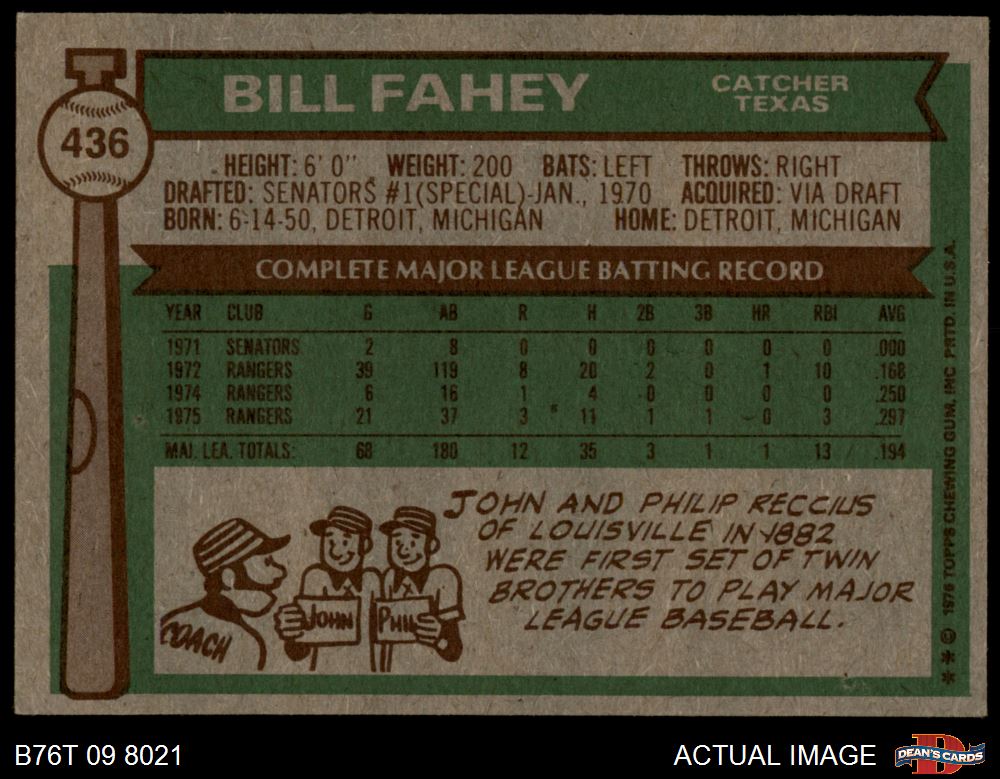 436
BILL FAHEY
CATCHER
TEXAS
HEIGHT: 6' 0" WEIGHT: 200 BATS: LEFT THROWS: RIGHT
DRAFTED: SENATORS #1(SPECIAL)-JAN., 1970 ACQUIRED: VIA DRAFT
BORN: 6-14-50, DETROIT, MICHIGAN HOME: DETROIT, MICHIGAN
COMPLETE MAJOR LEAGUE BATTING RECORD
YEAR CLUB G AB R H 2B 3B HR RBI AVG
1971 SENATORS 2 8 0 0 0 0 0 0 .000
1972 RANGERS 39 119 8 20 2 0 1 10 .168
1974 RANGERS 6 16 1 4 0 0 0 0 .250
1975 RANGERS 21 37 3 11 1 1 0 3 .297
MAJ. LEA. TOTALS: 68 180 12 35 3 1 1 13 .194
JOHN AND PHILIP RECCIUS
OF LOUISVILLE IN 1882
WERE FIRST SET OF TWIN
BROTHERS TO PLAY MAJOR
LEAGUE BASEBALL.
COACH
JOHN
PHIL
** © 1976 TOPPS CHEWING GUM, INC PRTD. IN U.S.A.
B76T 09 8021
ACTUAL IMAGE
DEAN'S CARDS